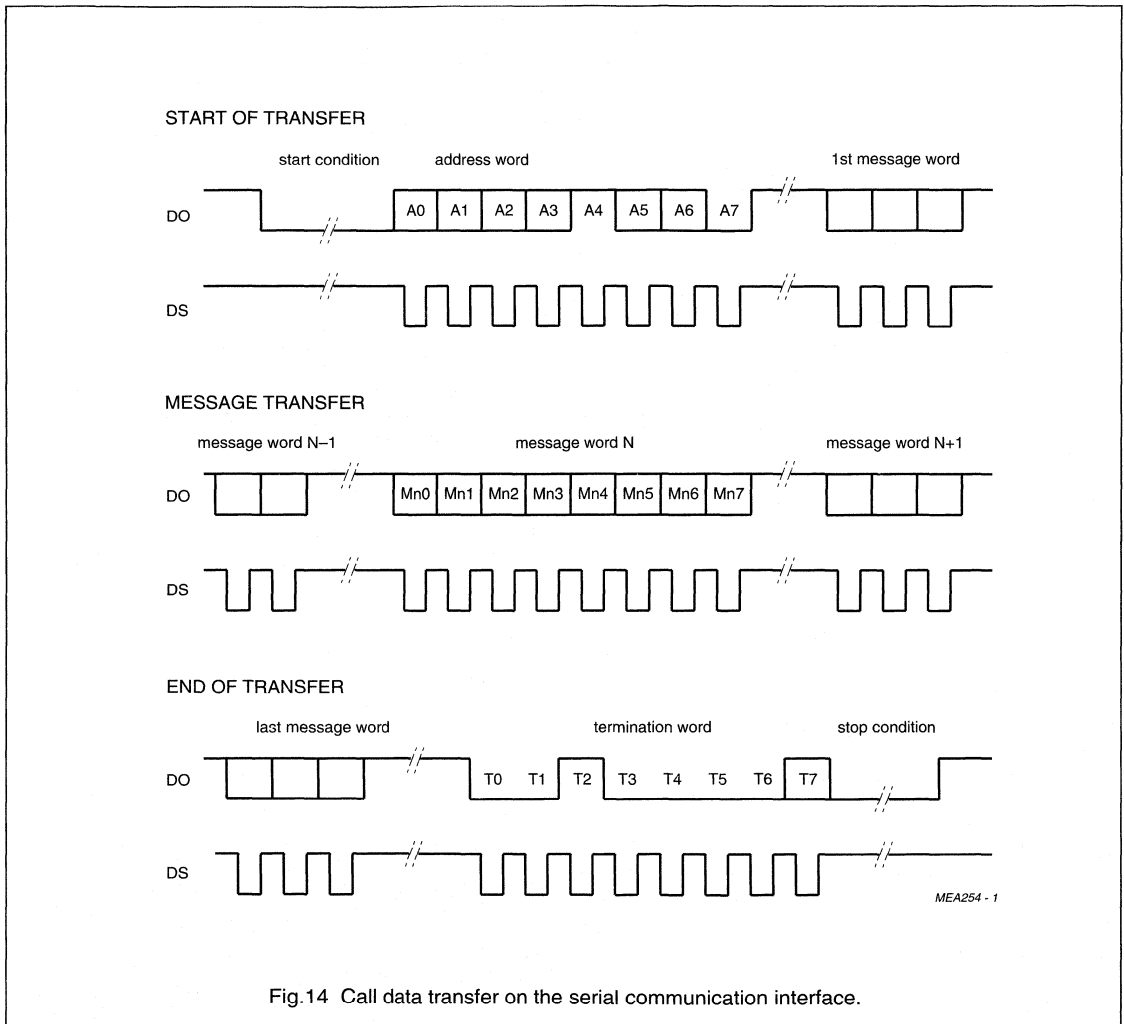 START OF TRANSFER
start condition address word 1st message word
DO A0 A1 A2 A3 A4 A5 A6 A7
DS
MESSAGE TRANSFER
message word N–1 message word N message word N+1
DO Mn0 Mn1 Mn2 Mn3 Mn4 Mn5 Mn6 Mn7
DS
END OF TRANSFER
last message word termination word stop condition
DO T0 T1 T2 T3 T4 T5 T6 T7
DS
MEA254 - 1
Fig.14 Call data transfer on the serial communication interface.